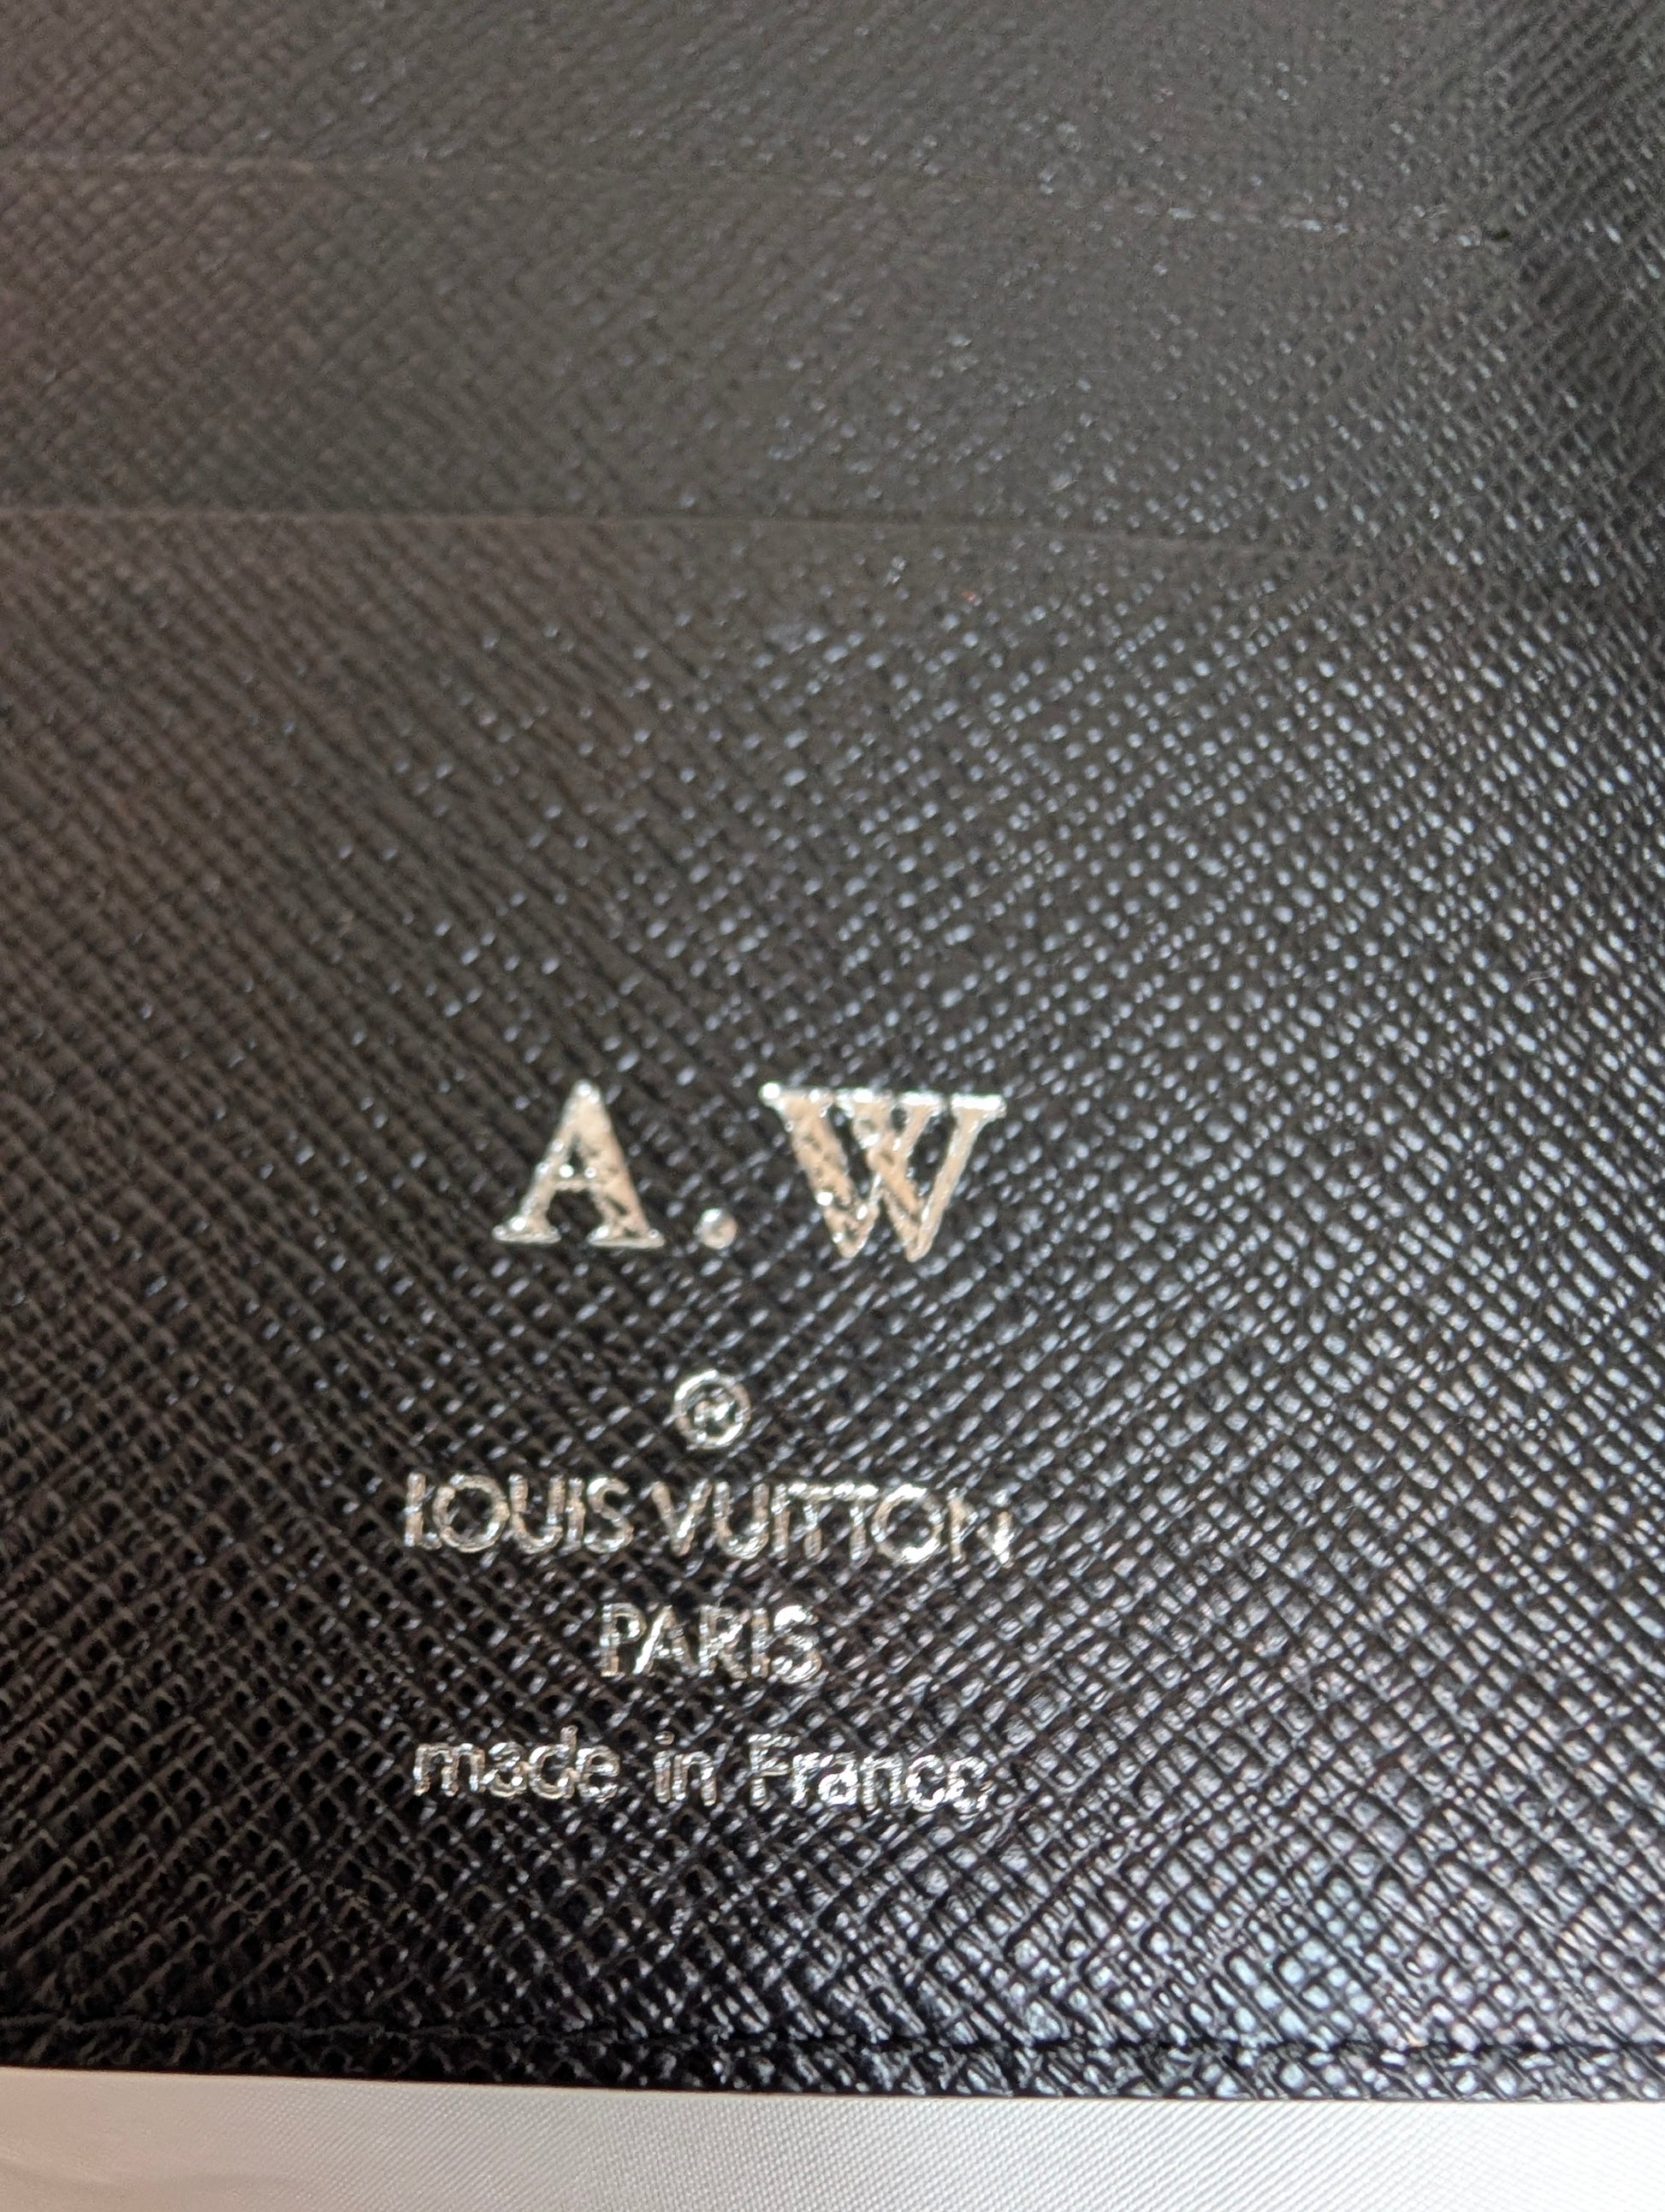 A.W
®
LOUIS VUITTON
PARIS
made in France